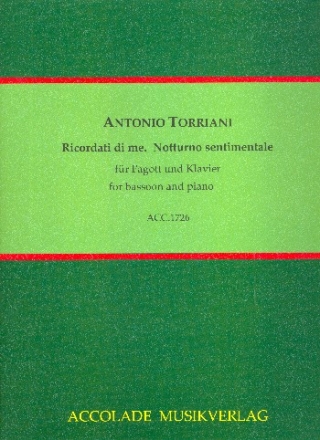 ANTONIO TORRIANI
Ricordati di me. Notturno sentimentale
für Fagott und Klavier
for bassoon and piano
ACC.1726
ACCOLADE MUSIKVERLAG